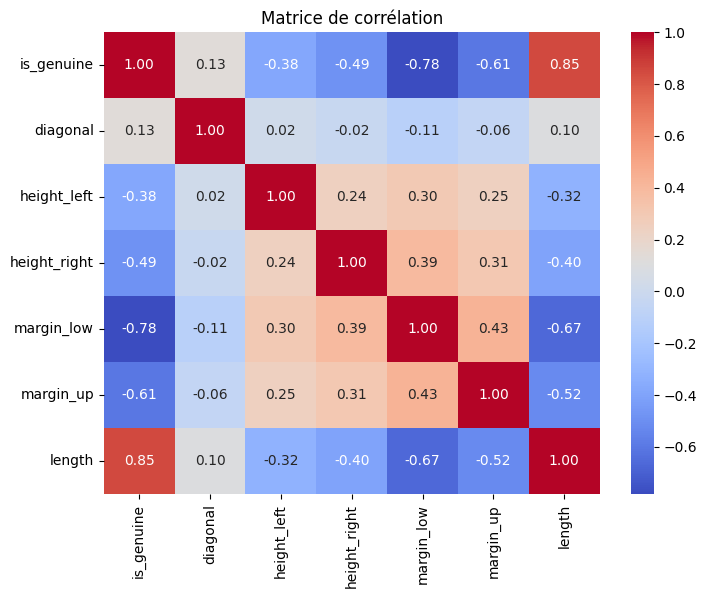 Matrice de corrélation
is_genuine 1.00 0.13 -0.38 -0.49 -0.78 -0.61 0.85
diagonal 0.13 1.00 0.02 -0.02 -0.11 -0.06 0.10
height_left -0.38 0.02 1.00 0.24 0.30 0.25 -0.32
height_right -0.49 -0.02 0.24 1.00 0.39 0.31 -0.40
margin_low -0.78 -0.11 0.30 0.39 1.00 0.43 -0.67
margin_up -0.61 -0.06 0.25 0.31 0.43 1.00 -0.52
length 0.85 0.10 -0.32 -0.40 -0.67 -0.52 1.00
is_genuine
diagonal
height_left
height_right
margin_low
margin_up
length
1.0
0.8
0.6
0.4
0.2
0.0
−0.2
−0.4
−0.6